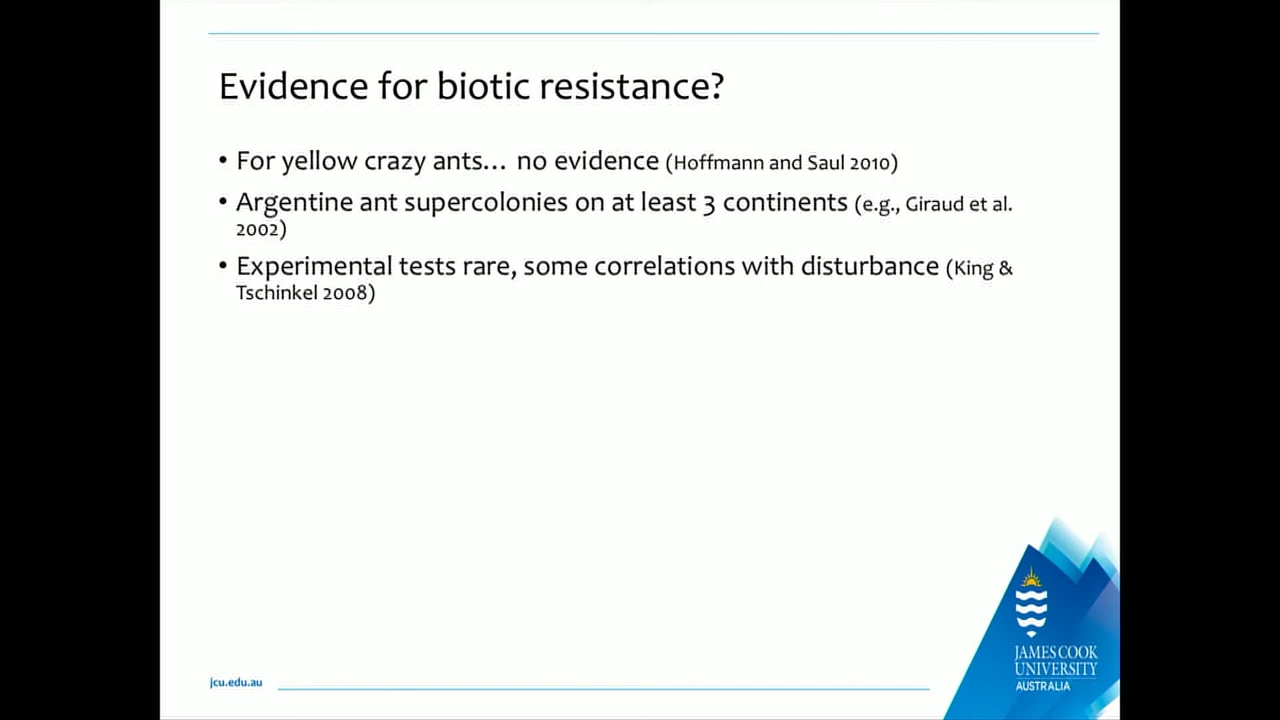 Evidence for biotic resistance?
• For yellow crazy ants... no evidence (Hoffmann and Saul 2010)
• Argentine ant supercolonies on at least 3 continents (e.g., Giraud et al.
2002)
• Experimental tests rare, some correlations with disturbance (King &
Tschinkel 2008)
JAMES COOK
UNIVERSITY
AUSTRALIA
jcu.edu.au